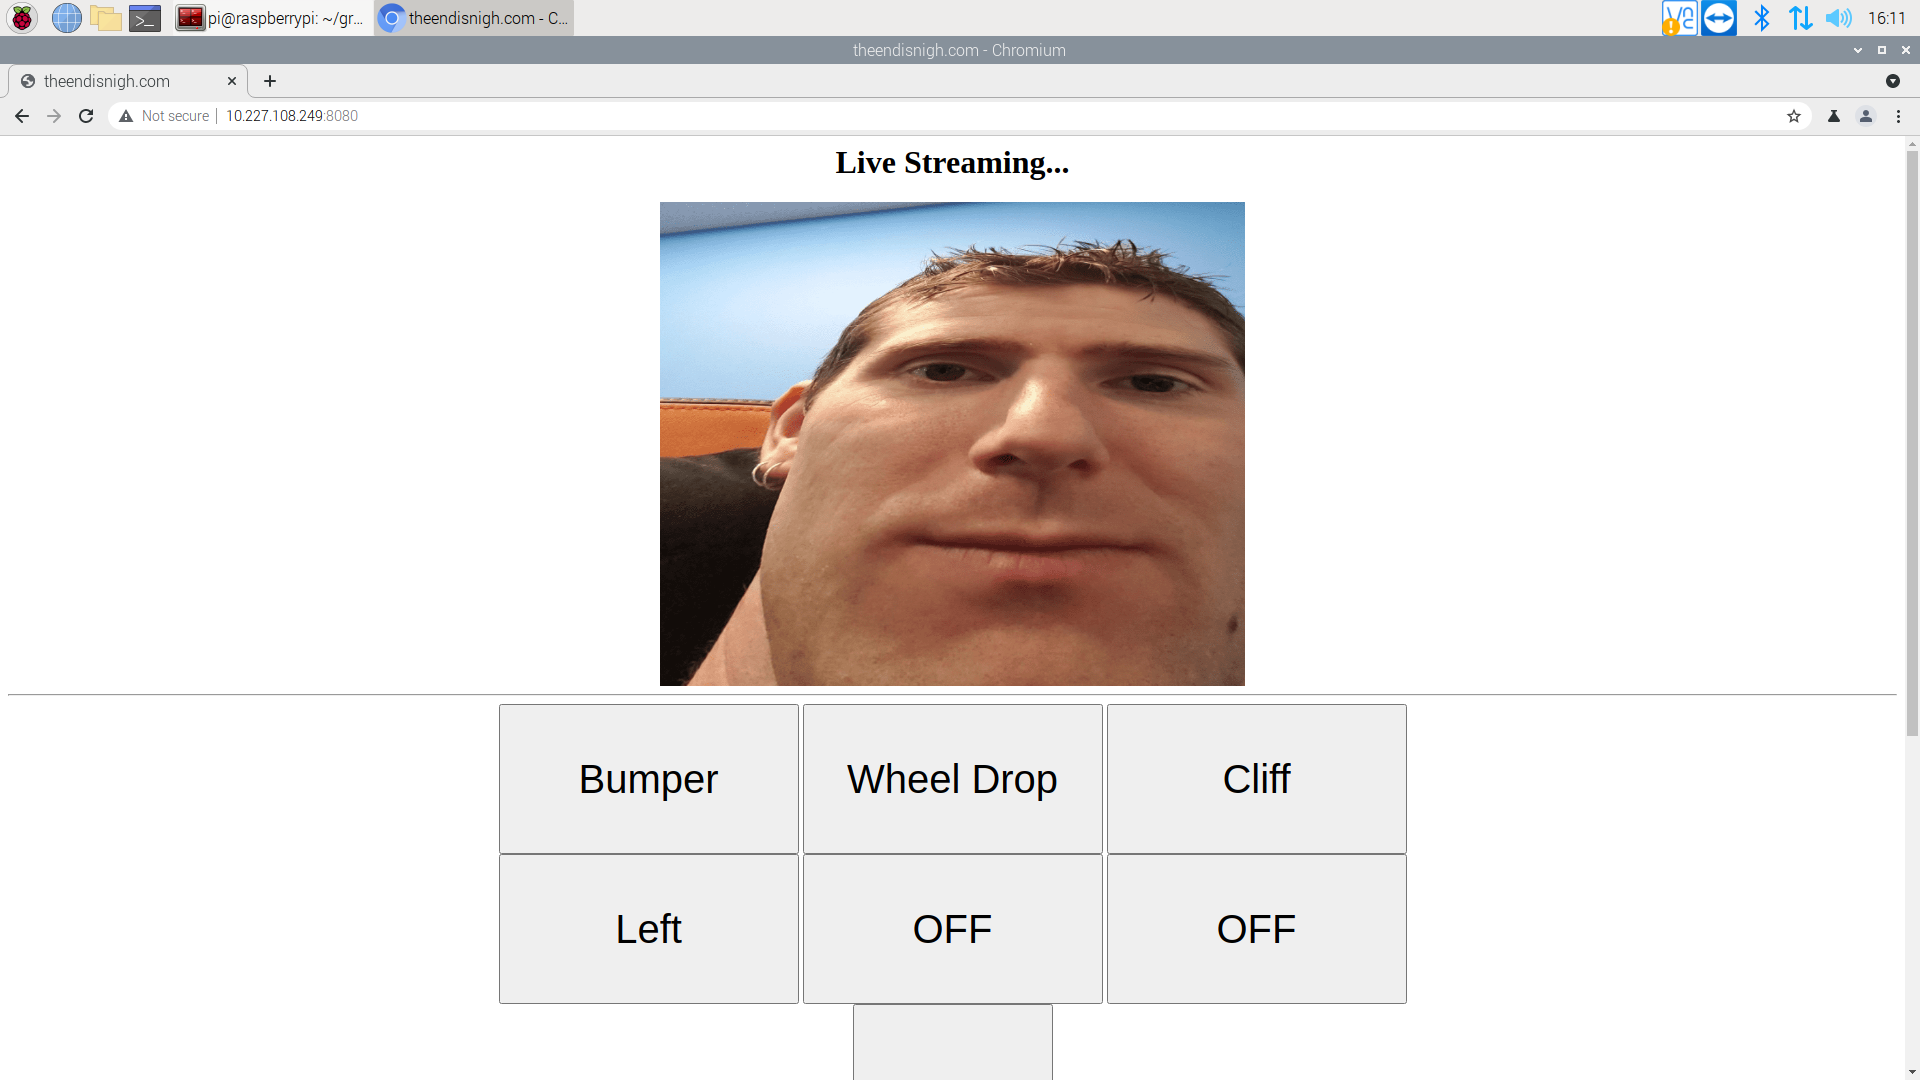 pi@raspberrypi: ~/gr...
theendisnigh.com - C...
16:11
theendisnigh.com - Chromium
theendisnigh.com
Not secure | 10.227.108.249:8080
Live Streaming...
Bumper
Wheel Drop
Cliff
Left
OFF
OFF